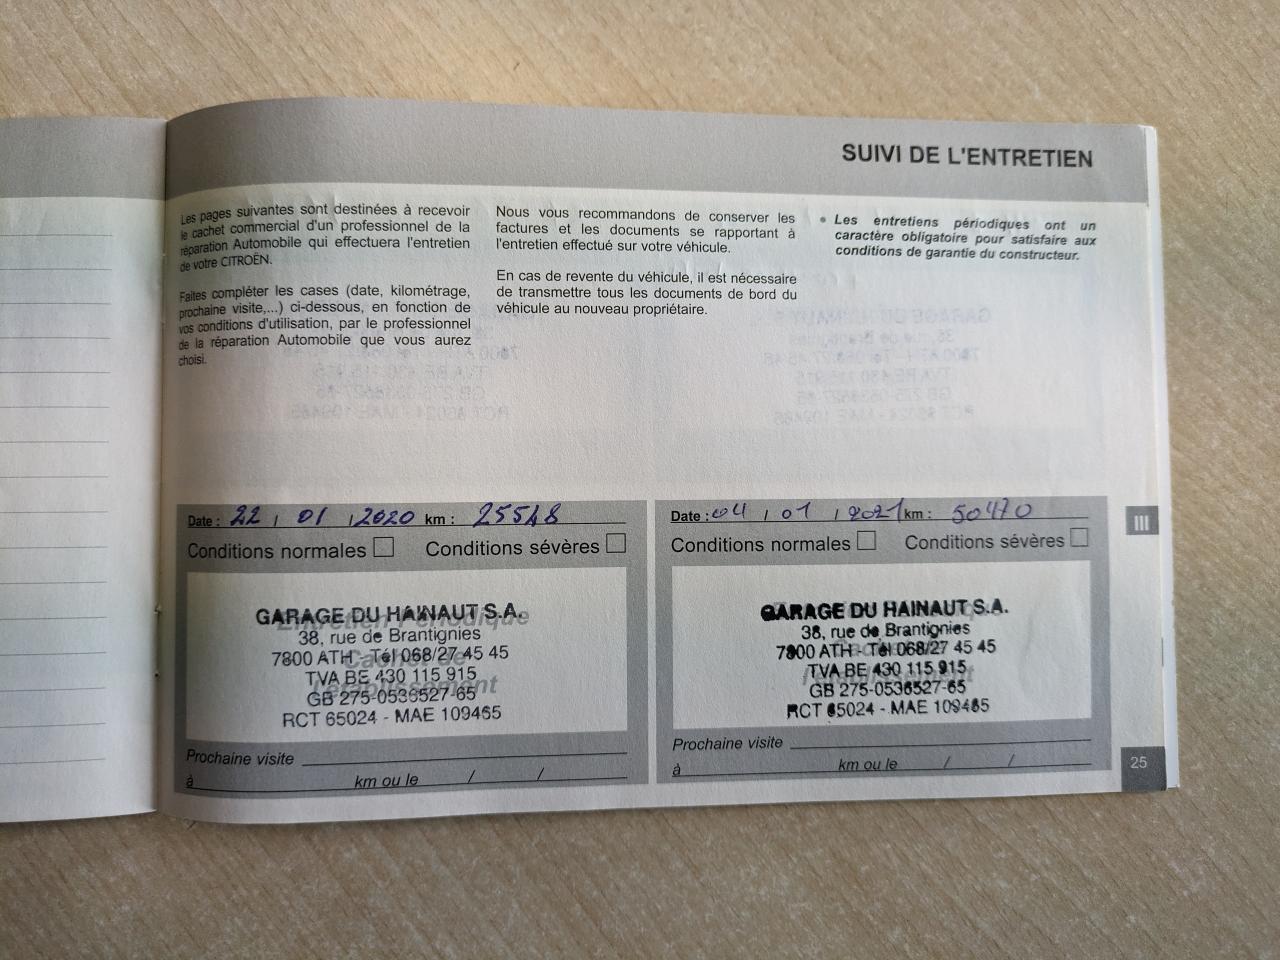 SUIVI DE L'ENTRETIEN
Les pages suivantes sont destinées à recevoir
le cachet commercial d'un professionnel de la
réparation Automobile qui effectuera l'entretien
de votre CITROËN.
Faites compléter les cases (date, kilométrage,
prochaine visite,...) ci-dessous, en fonction de
vos conditions d'utilisation, par le professionnel
de la réparation Automobile que vous aurez
choisi.
Nous vous recommandons de conserver les
factures et les documents se rapportant à
l'entretien effectué sur votre véhicule.
En cas de revente du véhicule, il est nécessaire
de transmettre tous les documents de bord du
véhicule au nouveau propriétaire.
• Les entretiens périodiques ont un
caractère obligatoire pour satisfaire aux
conditions de garantie du constructeur.
Date : 22 / 01 / 2020 km : 25548
Conditions normales Conditions sévères
Entretien Périodique
Cachet de
l'établissement
GARAGE DU HAINAUT S.A.
38, rue de Brantignies
7800 ATH - Tél 068/27 45 45
TVA BE 430 115 915
GB 275-0536527-65
RCT 65024 - MAE 109465
Prochaine visite
à km ou le / /
Date : 04 / 01 / 2021 km : 50470
Conditions normales Conditions sévères
GARAGE DU HAINAUT S.A.
38, rue de Brantignies
7800 ATH - Tél 068/27 45 45
TVA BE 430 115 915
GB 275-0536527-65
RCT 65024 - MAE 109465
Prochaine visite
à km ou le / /
III
25